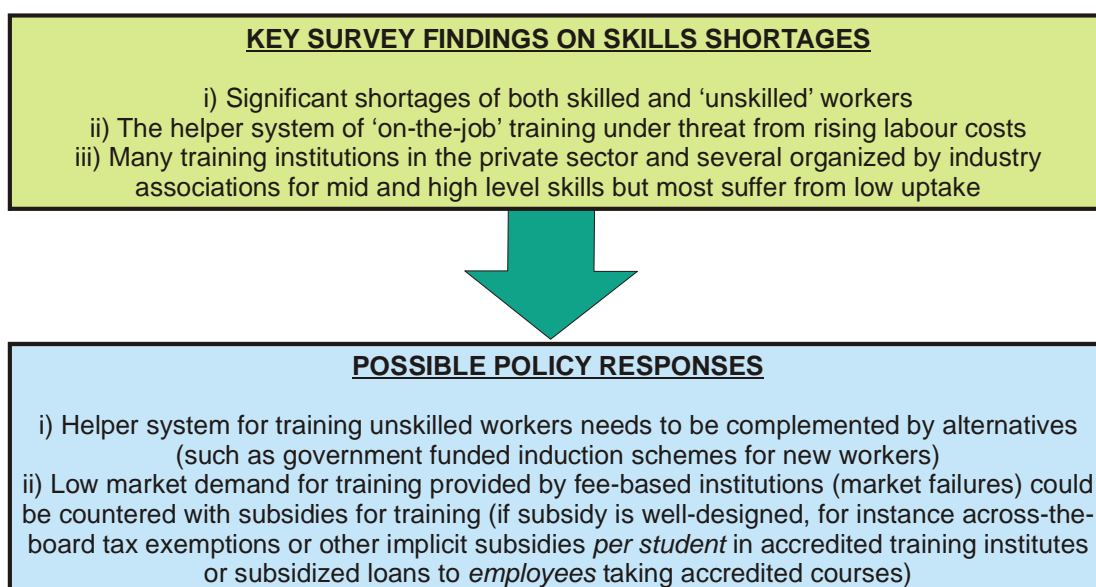 KEY SURVEY FINDINGS ON SKILLS SHORTAGES
i) Significant shortages of both skilled and ‘unskilled’ workers
ii) The helper system of ‘on-the-job’ training under threat from rising labour costs
iii) Many training institutions in the private sector and several organized by industry
associations for mid and high level skills but most suffer from low uptake
POSSIBLE POLICY RESPONSES
i) Helper system for training unskilled workers needs to be complemented by alternatives
(such as government funded induction schemes for new workers)
ii) Low market demand for training provided by fee-based institutions (market failures) could
be countered with subsidies for training (if subsidy is well-designed, for instance across-the-
board tax exemptions or other implicit subsidies per student in accredited training institutes
or subsidized loans to employees taking accredited courses)